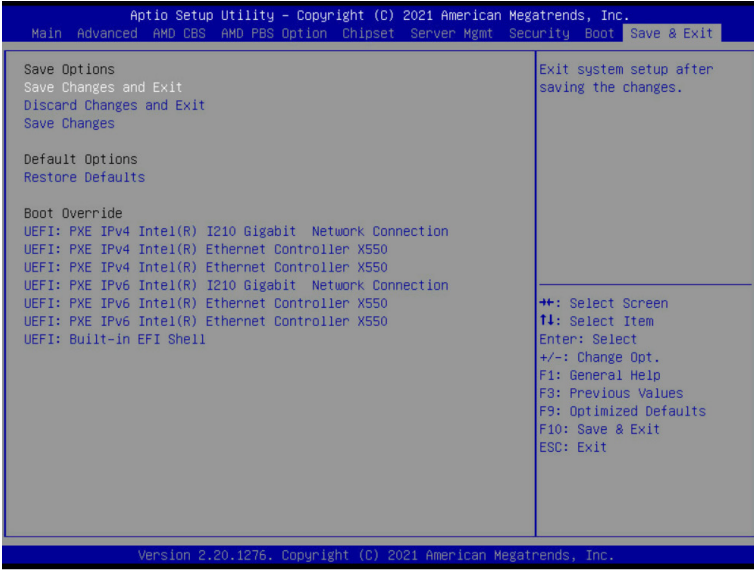 Aptio Setup Utility – Copyright (C) 2021 American Megatrends, Inc.
Main Advanced AMD CBS AMD PBS Option Chipset Server Mgmt Security Boot Save & Exit
Save Options
Save Changes and Exit
Discard Changes and Exit
Save Changes
Default Options
Restore Defaults
Boot Override
UEFI: PXE IPv4 Intel(R) I210 Gigabit  Network Connection
UEFI: PXE IPv4 Intel(R) Ethernet Controller X550
UEFI: PXE IPv4 Intel(R) Ethernet Controller X550
UEFI: PXE IPv6 Intel(R) I210 Gigabit  Network Connection
UEFI: PXE IPv6 Intel(R) Ethernet Controller X550
UEFI: PXE IPv6 Intel(R) Ethernet Controller X550
UEFI: Built-in EFI Shell
Exit system setup after
saving the changes.
→←: Select Screen
↑↓: Select Item
Enter: Select
+/-: Change Opt.
F1: General Help
F3: Previous Values
F9: Optimized Defaults
F10: Save & Exit
ESC: Exit
Version 2.20.1276. Copyright (C) 2021 American Megatrends, Inc.